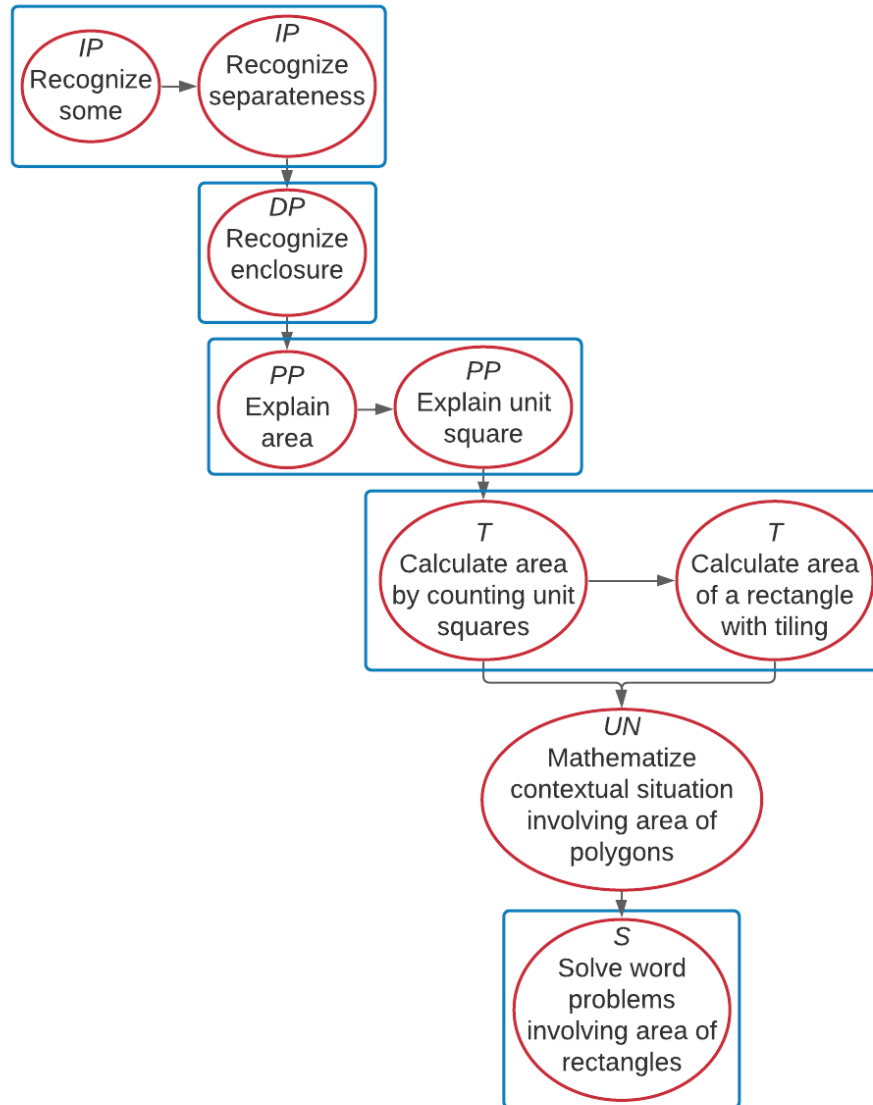 IP
Recognize
some
IP
Recognize
separateness
DP
Recognize
enclosure
PP
Explain
area
PP
Explain unit
square
T
Calculate area
by counting unit
squares
T
Calculate area
of a rectangle
with tiling
UN
Mathematize
contextual situation
involving area of
polygons
S
Solve word
problems
involving area of
rectangles